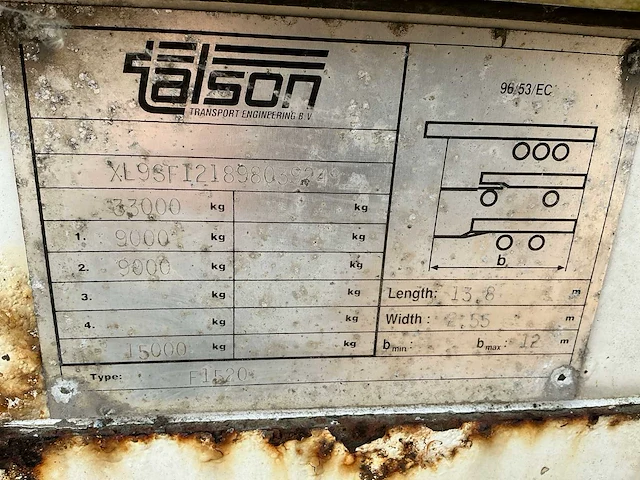 talson
TRANSPORT ENGINEERING B.V.
96/53/EC
33000 kg kg
1. 9000 kg kg
2. 9000 kg kg
3. kg kg
4. kg kg
15000 kg kg
b
Length: 13.8 m
Width : 2.55 m
bmin : bmax : 12 m
Type: F1520